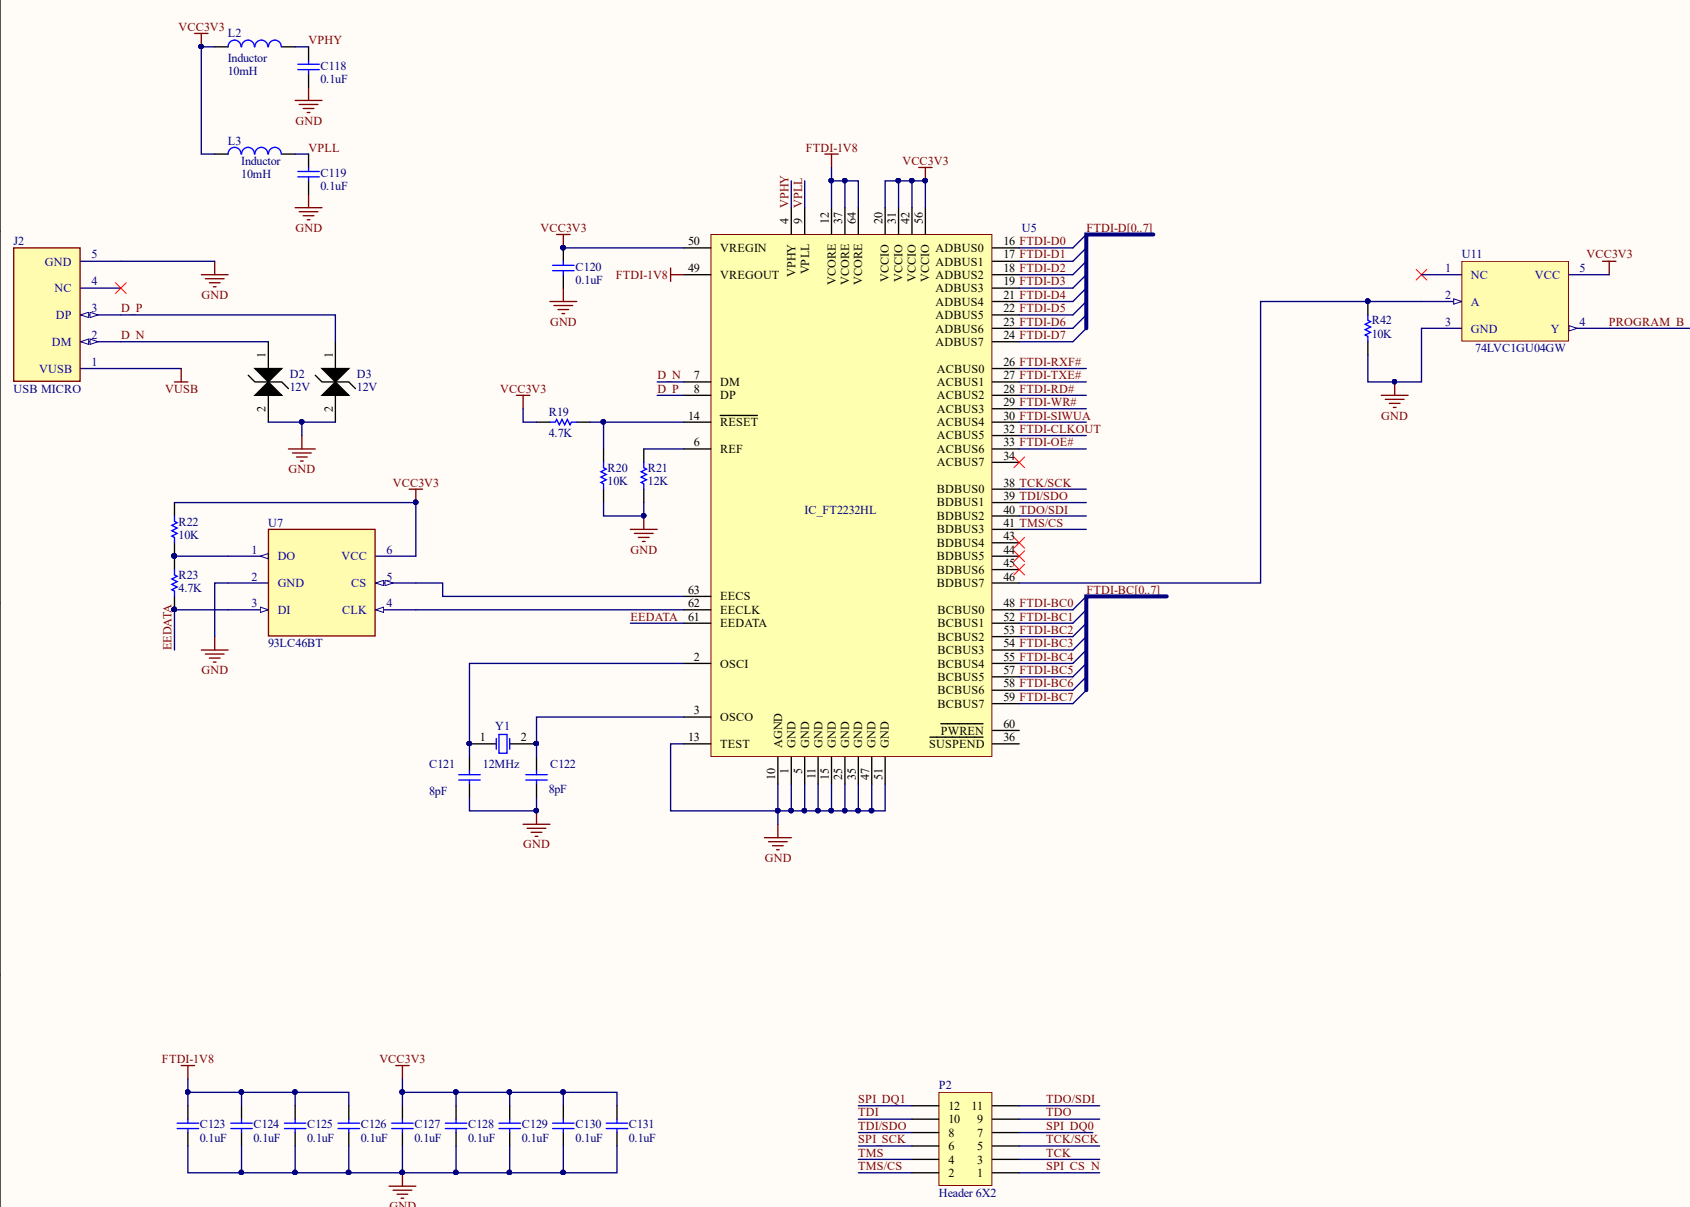 VCC3V3
L2
VPHY
Inductor
10mH
C118
0.1uF
GND
L3
VPLL
Inductor
10mH
C119
0.1uF
GND
J2
GND
5
NC
4
DP
3
D_P
DM
2
D_N
VUSB
1
USB MICRO
GND
VUSB
1
1
D2
12V
D3
12V
2
2
GND
VCC3V3
C120
0.1uF
GND
FTDI-1V8
VCC3V3
R19
4.7K
R20
10K
R21
12K
GND
D_N
D_P
VCC3V3
R22
10K
R23
4.7K
EEDATA
U7
1
DO
VCC
6
2
GND
CS
5
3
DI
CLK
4
93LC46BT
GND
EEDATA
Y1
1
2
12MHz
C121
8pF
C122
8pF
GND
FTDI-1V8
VCC3V3
VPHY
VPLL
4
9
12
37
64
20
31
42
56
VPHY
VPLL
VCORE
VCORE
VCORE
VCCIO
VCCIO
VCCIO
VCCIO
U5
IC_FT2232HL
50 VREGIN
49 VREGOUT
7 DM
8 DP
14 RESET
6 REF
63 EECS
62 EECLK
61 EEDATA
2 OSCI
3 OSCO
13 TEST
AGND
GND
GND
GND
GND
GND
GND
GND
GND
10
1
5
11
15
25
35
47
51
GND
FTDI-D[0..7]
ADBUS0 16 FTDI-D0
ADBUS1 17 FTDI-D1
ADBUS2 18 FTDI-D2
ADBUS3 19 FTDI-D3
ADBUS4 21 FTDI-D4
ADBUS5 22 FTDI-D5
ADBUS6 23 FTDI-D6
ADBUS7 24 FTDI-D7
ACBUS0 26 FTDI-RXF#
ACBUS1 27 FTDI-TXE#
ACBUS2 28 FTDI-RD#
ACBUS3 29 FTDI-WR#
ACBUS4 30 FTDI-SIWUA
ACBUS5 32 FTDI-CLKOUT
ACBUS6 33 FTDI-OE#
ACBUS7 34
BDBUS0 38 TCK/SCK
BDBUS1 39 TDI/SDO
BDBUS2 40 TDO/SDI
BDBUS3 41 TMS/CS
BDBUS4 43
BDBUS5 44
BDBUS6 45
BDBUS7 46
FTDI-BC[0..7]
BCBUS0 48 FTDI-BC0
BCBUS1 52 FTDI-BC1
BCBUS2 53 FTDI-BC2
BCBUS3 54 FTDI-BC3
BCBUS4 55 FTDI-BC4
BCBUS5 57 FTDI-BC5
BCBUS6 58 FTDI-BC6
BCBUS7 59 FTDI-BC7
PWREN 60
SUSPEND 36
U11
1 NC
VCC 5
VCC3V3
2 A
3 GND
Y 4
PROGRAM_B
74LVC1GU04GW
R42
10K
GND
FTDI-1V8
VCC3V3
C123
0.1uF
C124
0.1uF
C125
0.1uF
C126
0.1uF
C127
0.1uF
C128
0.1uF
C129
0.1uF
C130
0.1uF
C131
0.1uF
GND
P2
SPI_DQ1 12 11 TDO/SDI
TDI 10 9 TDO
TDI/SDO 8 7 SPI_DQ0
SPI_SCK 6 5 TCK/SCK
TMS 4 3 TCK
TMS/CS 2 1 SPI_CS_N
Header 6X2